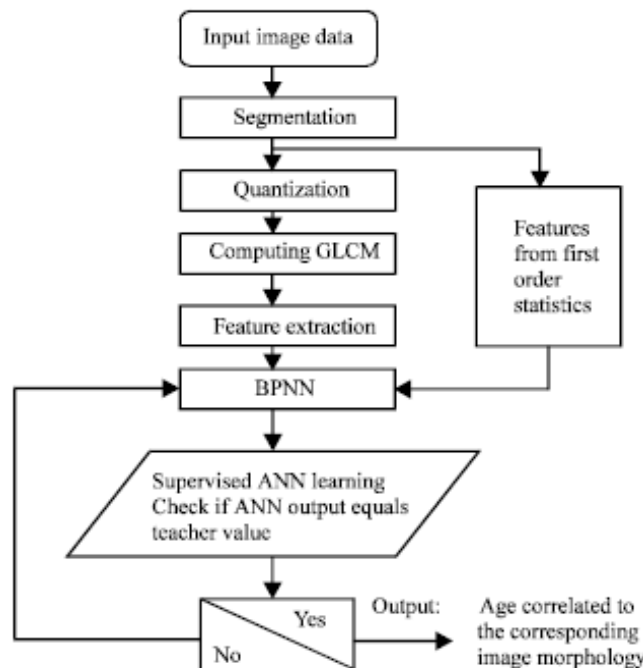 Input image data
Segmentation
Quantization
Computing GLCM
Feature extraction
Features
from first
order
statistics
BPNN
Supervised ANN learning
Check if ANN output equals
teacher value
Yes
No
Output:
Age correlated to
the corresponding
image morphology